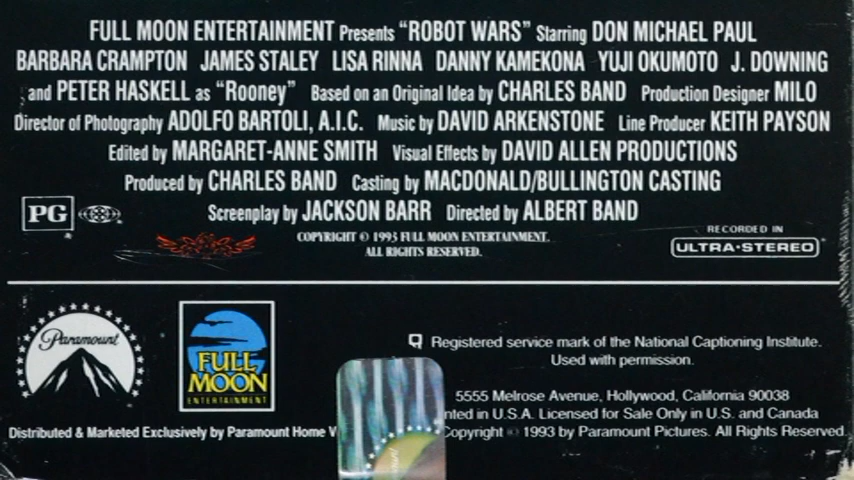 FULL MOON ENTERTAINMENT Presents "ROBOT WARS" Starring DON MICHAEL PAUL
BARBARA CRAMPTON JAMES STALEY LISA RINNA DANNY KAMEKONA YUJI OKUMOTO J. DOWNING
and PETER HASKELL as "Rooney" Based on an Original Idea by CHARLES BAND Production Designer MILO
Director of Photography ADOLFO BARTOLI, A.I.C. Music by DAVID ARKENSTONE Line Producer KEITH PAYSON
Edited by MARGARET-ANNE SMITH Visual Effects by DAVID ALLEN PRODUCTIONS
Produced by CHARLES BAND Casting by MACDONALD/BULLINGTON CASTING
PG
Screenplay by JACKSON BARR Directed by ALBERT BAND
COPYRIGHT © 1993 FULL MOON ENTERTAINMENT.
ALL RIGHTS RESERVED.
RECORDED IN
ULTRA·STEREO
Paramount
FULL
MOON
ENTERTAINMENT
Registered service mark of the National Captioning Institute.
Used with permission.
5555 Melrose Avenue, Hollywood, California 90038
nted in U.S.A. Licensed for Sale Only in U.S. and Canada
Distributed & Marketed Exclusively by Paramount Home V
Copyright © 1993 by Paramount Pictures. All Rights Reserved.